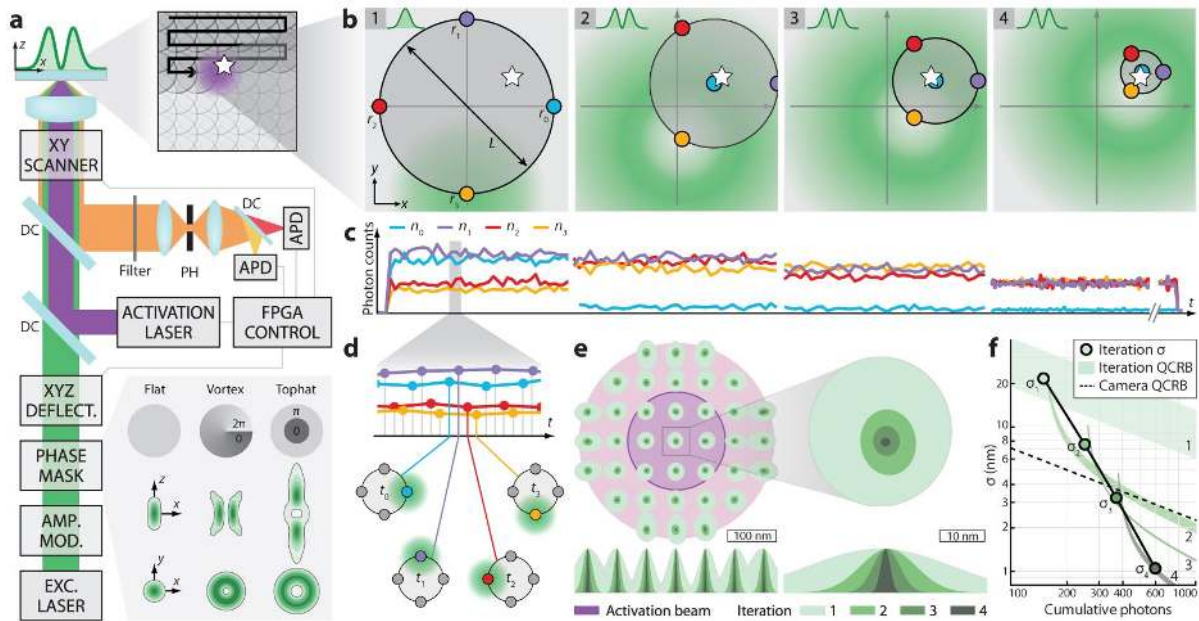 a
z
x
XY
SCANNER
DC
Filter
PH
DC
APD
APD
DC
ACTIVATION
LASER
FPGA
CONTROL
XYZ
DEFLECT.
PHASE
MASK
AMP.
MOD.
EXC.
LASER
Flat
Vortex
Tophat
2π
0
π
0
z
x
y
x
b
1
r₁
r₂
r₀
L
y
x
2
3
4
c
n₀
n₁
n₂
n₃
Photon counts
t
d
t
t₀
t₃
t₁
t₂
e
100 nm
10 nm
Activation beam
Iteration
1
2
3
4
f
Iteration σ
Iteration QCRB
Camera QCRB
σ (nm)
20
10
8
6
4
3
2
1
σ₃
σ₄
1
2
3
4
100
200
400
600
1000
Cumulative photons